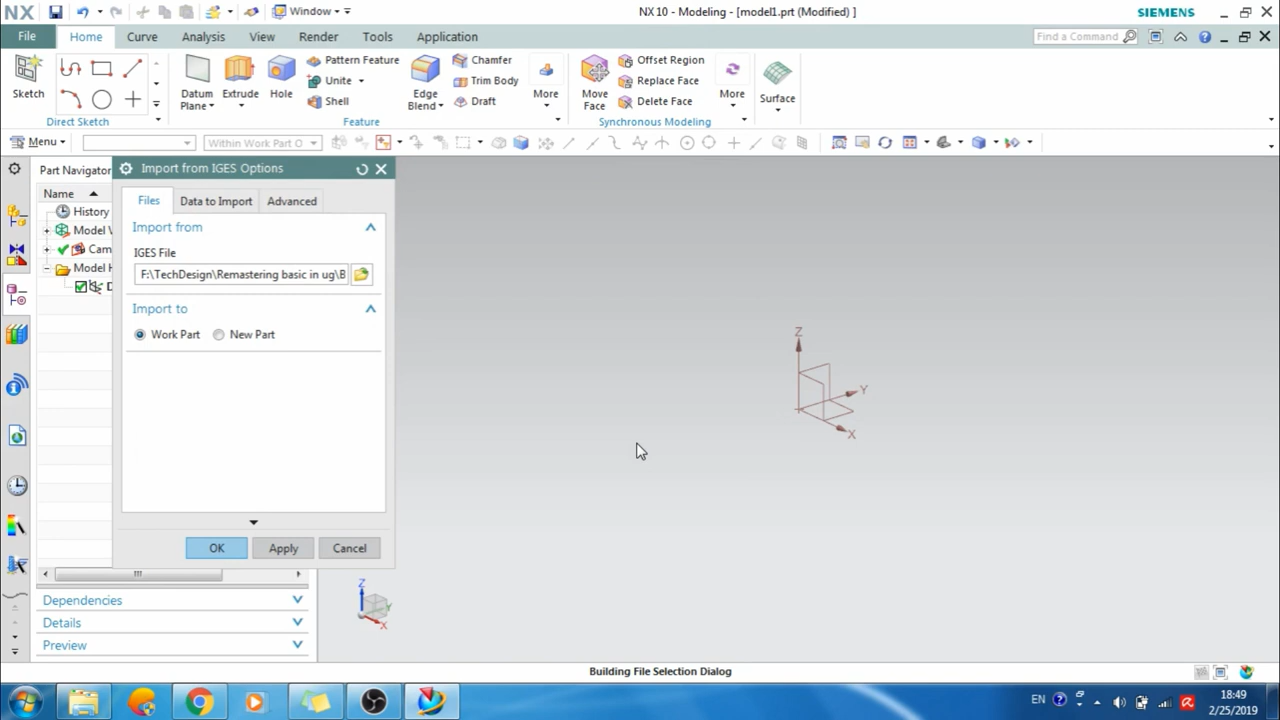 NX
Window
NX 10 - Modeling - [model1.prt (Modified) ]
SIEMENS
File
Home
Curve
Analysis
View
Render
Tools
Application
Find a Command
Sketch
Direct Sketch
Datum
Plane
Extrude
Hole
Pattern Feature
Unite
Shell
Edge
Blend
Chamfer
Trim Body
Draft
More
Feature
Move
Face
Offset Region
Replace Face
Delete Face
More
Synchronous Modeling
Surface
Menu
Within Work Part O
Part Navigator
Name
History
Model V
Cam
Model H
D
Import from IGES Options
Files
Data to Import
Advanced
Import from
IGES File
F:\TechDesign\Remastering basic in ug\B
Import to
Work Part
New Part
OK
Apply
Cancel
Z
Y
X
Z
Y
X
Dependencies
Details
Preview
Building File Selection Dialog
EN
18:49
2/25/2019